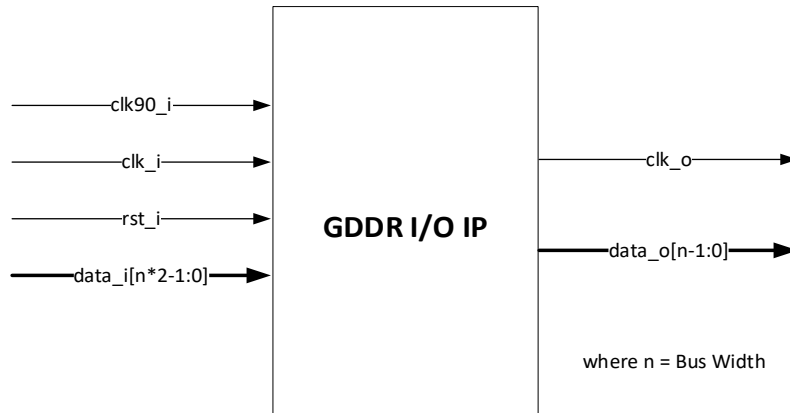 clk90_i
clk_i
rst_i
data_i[n*2-1:0]
GDDR I/O IP
clk_o
data_o[n-1:0]
where n = Bus Width